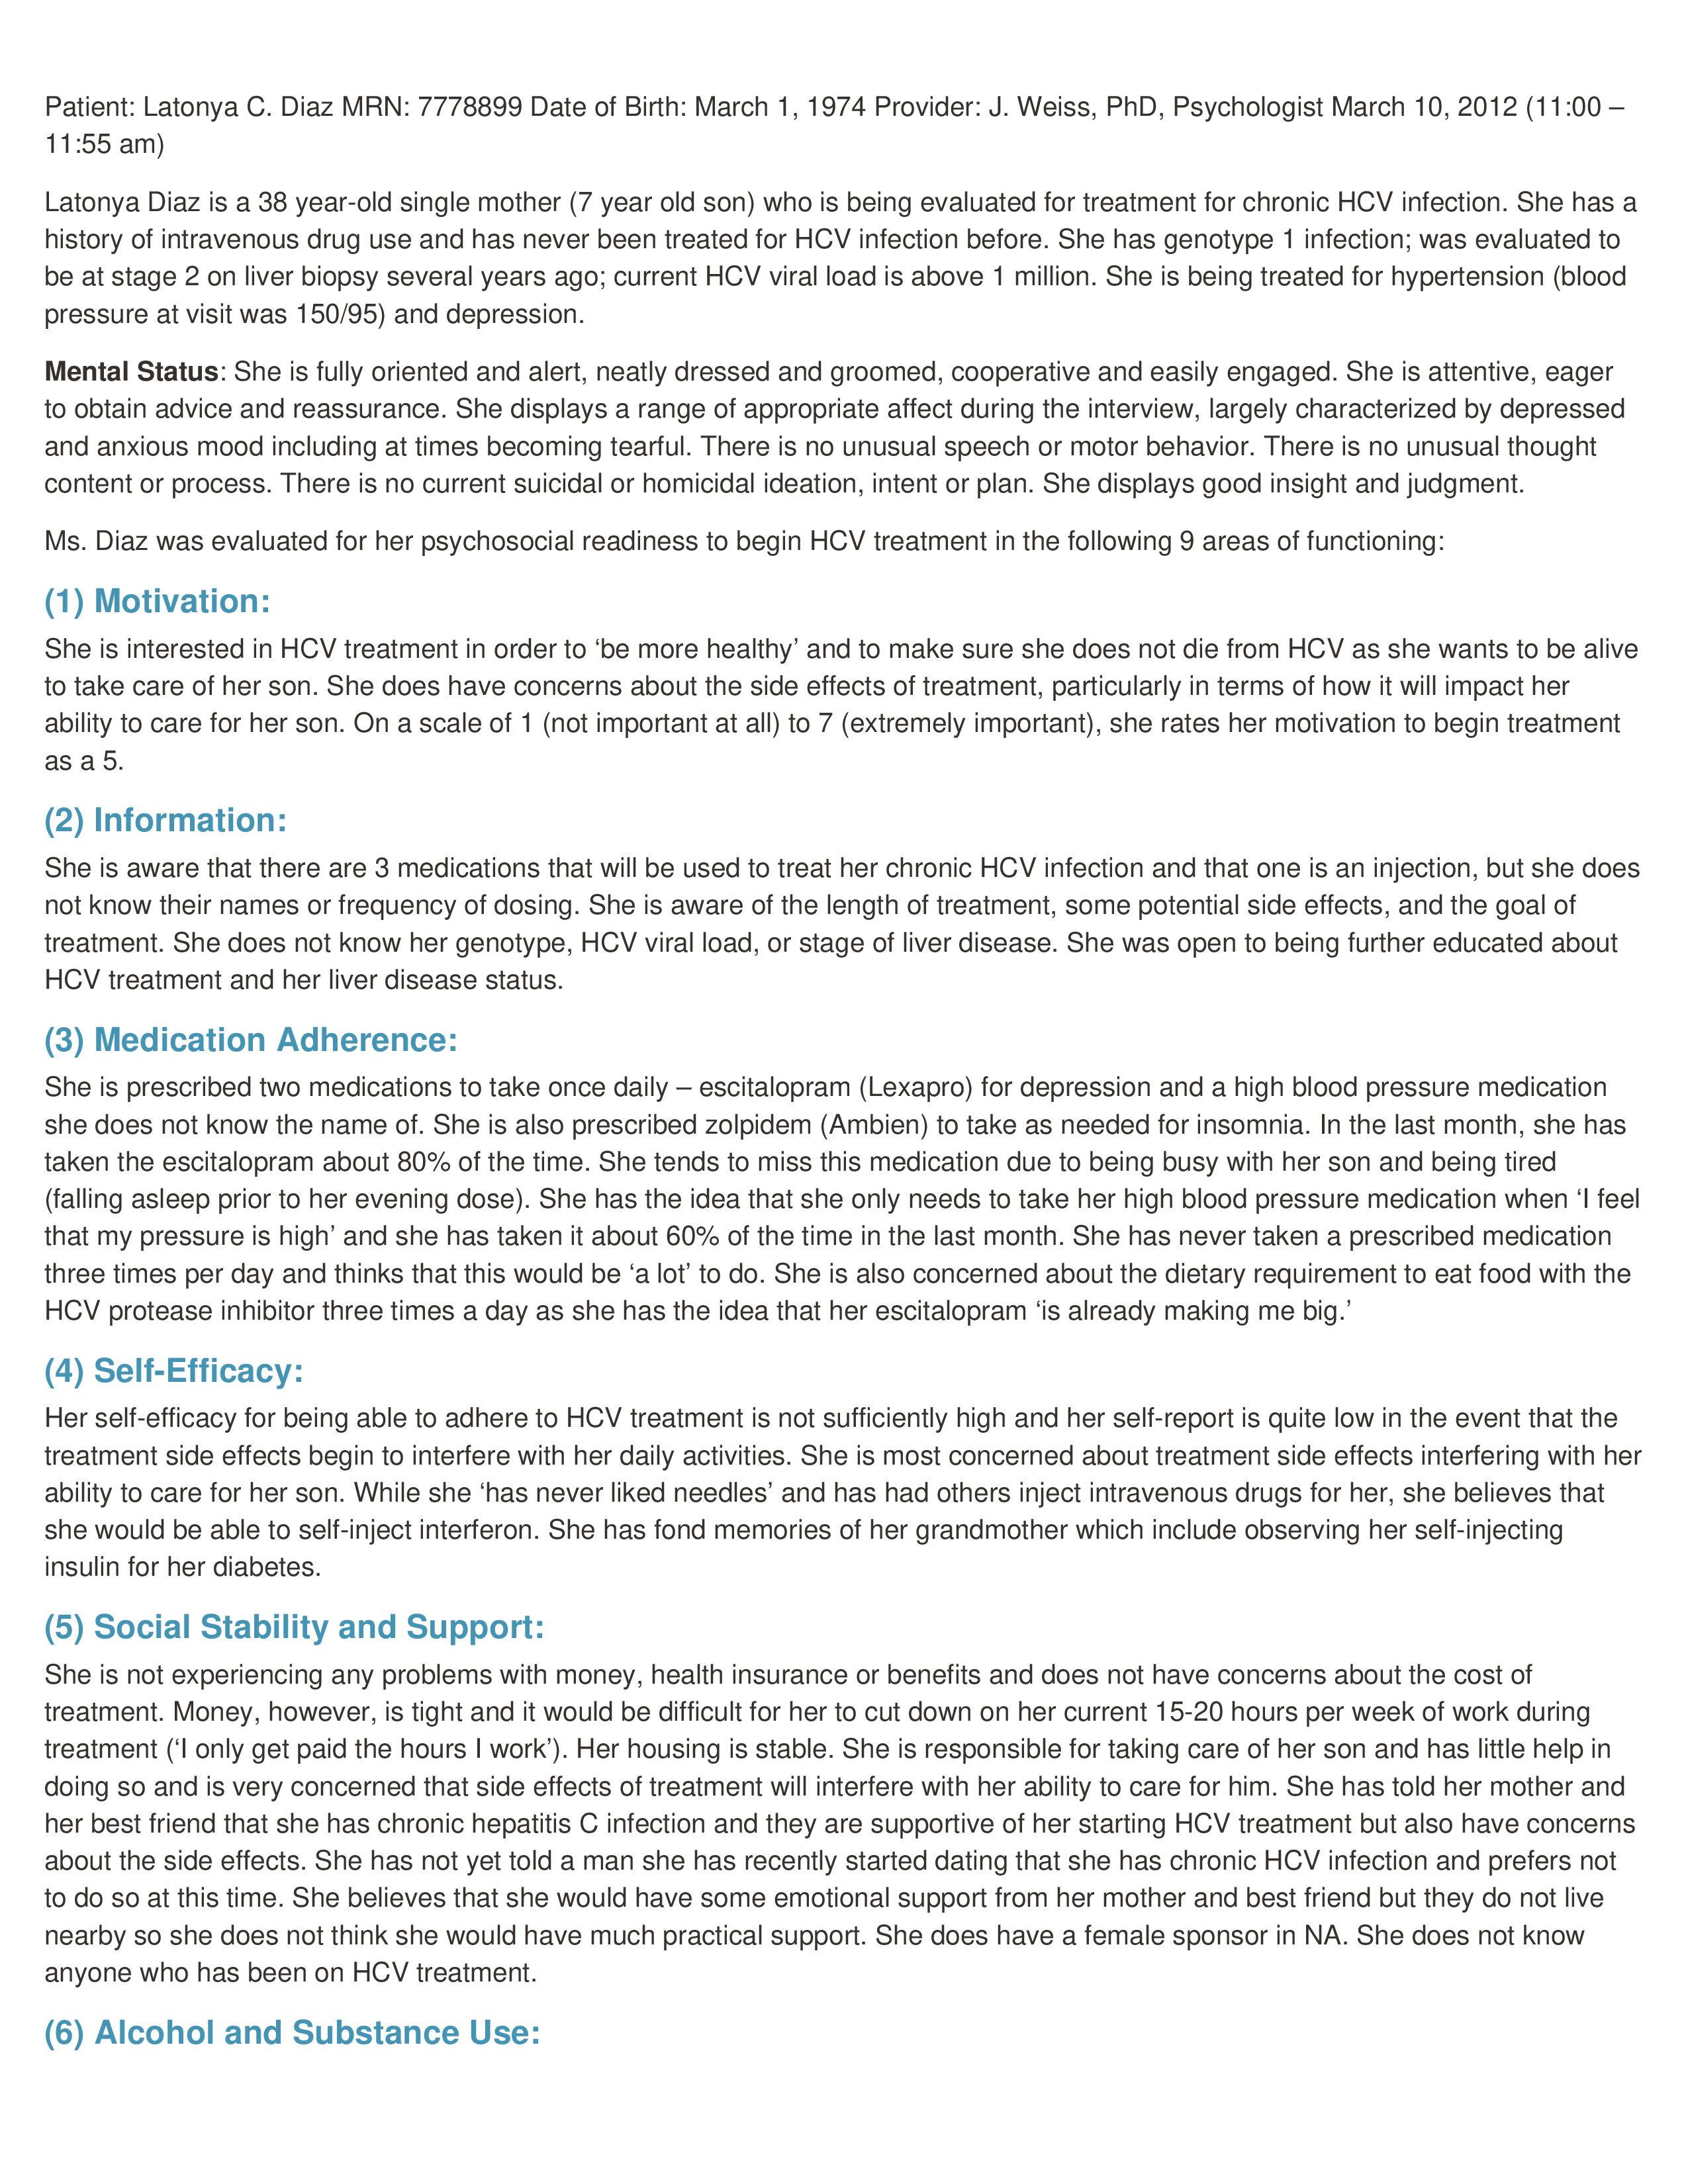 Patient: Latonya C. Diaz MRN: 7778899 Date of Birth: March 1, 1974 Provider: J. Weiss, PhD, Psychologist March 10, 2012 (11:00 –
11:55 am)
Latonya Diaz is a 38 year-old single mother (7 year old son) who is being evaluated for treatment for chronic HCV infection. She has a
history of intravenous drug use and has never been treated for HCV infection before. She has genotype 1 infection; was evaluated to
be at stage 2 on liver biopsy several years ago; current HCV viral load is above 1 million. She is being treated for hypertension (blood
pressure at visit was 150/95) and depression.
Mental Status: She is fully oriented and alert, neatly dressed and groomed, cooperative and easily engaged. She is attentive, eager
to obtain advice and reassurance. She displays a range of appropriate affect during the interview, largely characterized by depressed
and anxious mood including at times becoming tearful. There is no unusual speech or motor behavior. There is no unusual thought
content or process. There is no current suicidal or homicidal ideation, intent or plan. She displays good insight and judgment.
Ms. Diaz was evaluated for her psychosocial readiness to begin HCV treatment in the following 9 areas of functioning:
(1) Motivation:
She is interested in HCV treatment in order to ‘be more healthy’ and to make sure she does not die from HCV as she wants to be alive
to take care of her son. She does have concerns about the side effects of treatment, particularly in terms of how it will impact her
ability to care for her son. On a scale of 1 (not important at all) to 7 (extremely important), she rates her motivation to begin treatment
as a 5.
(2) Information:
She is aware that there are 3 medications that will be used to treat her chronic HCV infection and that one is an injection, but she does
not know their names or frequency of dosing. She is aware of the length of treatment, some potential side effects, and the goal of
treatment. She does not know her genotype, HCV viral load, or stage of liver disease. She was open to being further educated about
HCV treatment and her liver disease status.
(3) Medication Adherence:
She is prescribed two medications to take once daily – escitalopram (Lexapro) for depression and a high blood pressure medication
she does not know the name of. She is also prescribed zolpidem (Ambien) to take as needed for insomnia. In the last month, she has
taken the escitalopram about 80% of the time. She tends to miss this medication due to being busy with her son and being tired
(falling asleep prior to her evening dose). She has the idea that she only needs to take her high blood pressure medication when ‘I feel
that my pressure is high’ and she has taken it about 60% of the time in the last month. She has never taken a prescribed medication
three times per day and thinks that this would be ‘a lot’ to do. She is also concerned about the dietary requirement to eat food with the
HCV protease inhibitor three times a day as she has the idea that her escitalopram ‘is already making me big.’
(4) Self-Efficacy:
Her self-efficacy for being able to adhere to HCV treatment is not sufficiently high and her self-report is quite low in the event that the
treatment side effects begin to interfere with her daily activities. She is most concerned about treatment side effects interfering with her
ability to care for her son. While she ‘has never liked needles’ and has had others inject intravenous drugs for her, she believes that
she would be able to self-inject interferon. She has fond memories of her grandmother which include observing her self-injecting
insulin for her diabetes.
(5) Social Stability and Support:
She is not experiencing any problems with money, health insurance or benefits and does not have concerns about the cost of
treatment. Money, however, is tight and it would be difficult for her to cut down on her current 15-20 hours per week of work during
treatment (‘I only get paid the hours I work’). Her housing is stable. She is responsible for taking care of her son and has little help in
doing so and is very concerned that side effects of treatment will interfere with her ability to care for him. She has told her mother and
her best friend that she has chronic hepatitis C infection and they are supportive of her starting HCV treatment but also have concerns
about the side effects. She has not yet told a man she has recently started dating that she has chronic HCV infection and prefers not
to do so at this time. She believes that she would have some emotional support from her mother and best friend but they do not live
nearby so she does not think she would have much practical support. She does have a female sponsor in NA. She does not know
anyone who has been on HCV treatment.
(6) Alcohol and Substance Use: